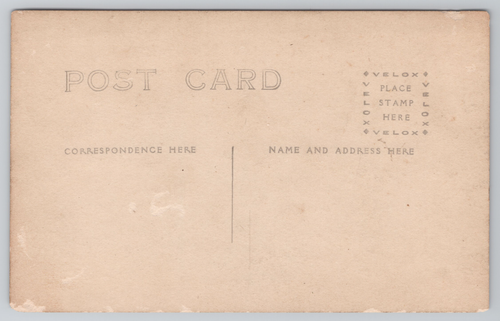 POST CARD
VELOX
VELOX
PLACE
STAMP
HERE
VELOX
VELOX
CORRESPONDENCE HERE
NAME AND ADDRESS HERE